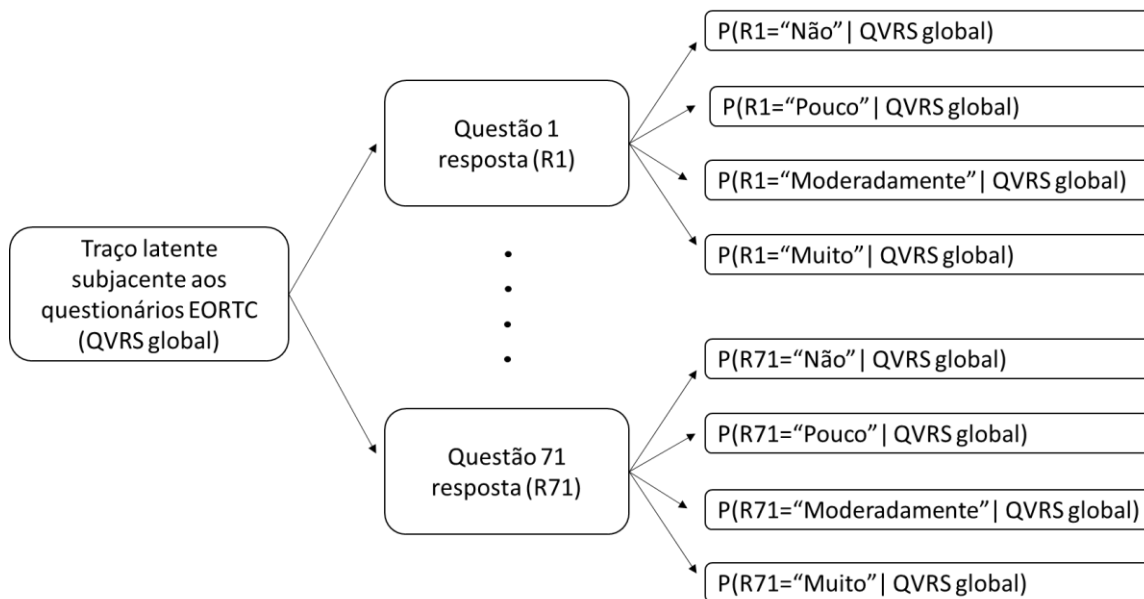 Traço latente
subjacente aos
questionários EORTC
(QVRS global)
Questão 1
resposta (R1)
P(R1=“Não”| QVRS global)
P(R1=“Pouco”| QVRS global)
P(R1=“Moderadamente”| QVRS global)
P(R1=“Muito”| QVRS global)
Questão 71
resposta (R71)
P(R71=“Não”| QVRS global)
P(R71=“Pouco”| QVRS global)
P(R71=“Moderadamente”| QVRS global)
P(R71=“Muito”| QVRS global)